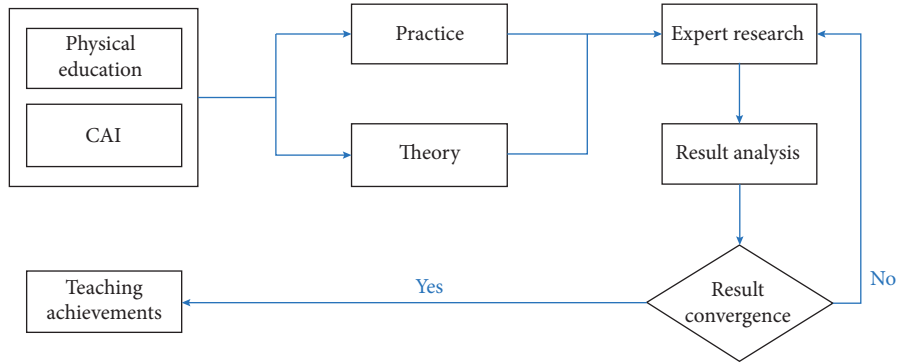 Physical
education
CAI
Practice
Theory
Expert research
Result analysis
Result
convergence
No
Yes
Teaching
achievements